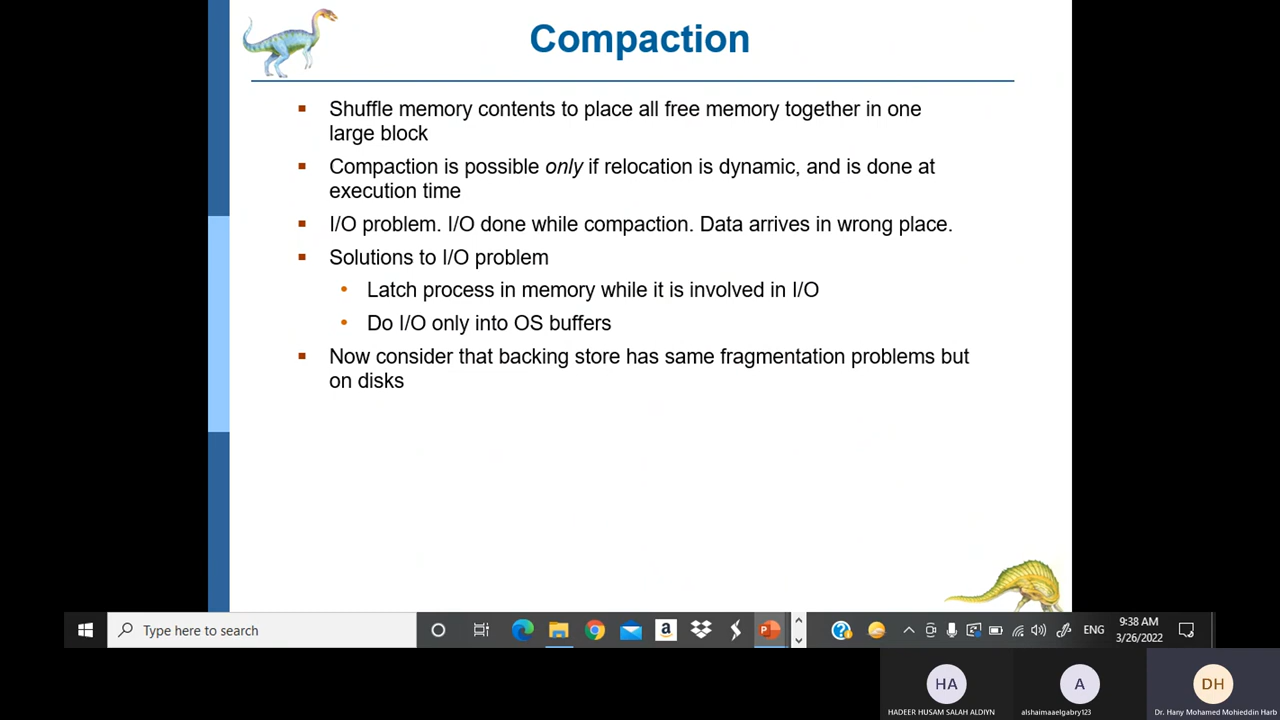 Compaction
Shuffle memory contents to place all free memory together in one
large block
Compaction is possible only if relocation is dynamic, and is done at
execution time
I/O problem. I/O done while compaction. Data arrives in wrong place.
Solutions to I/O problem
Latch process in memory while it is involved in I/O
Do I/O only into OS buffers
Now consider that backing store has same fragmentation problems but
on disks
Type here to search
ENG
9:38 AM
3/26/2022
HA
A
DH
HADEER HUSAM SALAH ALDIYN
alshaimaaelgabry123
Dr. Hany Mohamed Mohieddin Harb